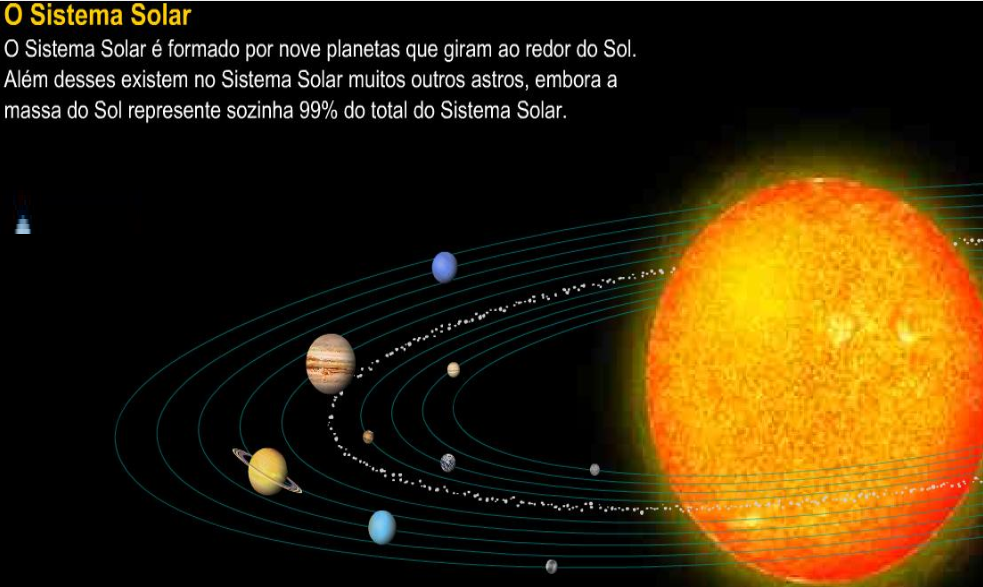 O Sistema Solar
O Sistema Solar é formado por nove planetas que giram ao redor do Sol.
Além desses existem no Sistema Solar muitos outros astros, embora a
massa do Sol represente sozinha 99% do total do Sistema Solar.